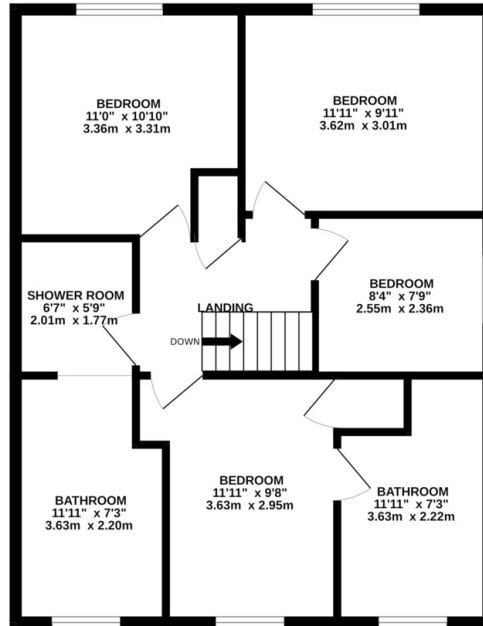 BEDROOM
11'0" x 10'10"
3.36m x 3.31m
BEDROOM
11'11" x 9'11"
3.62m x 3.01m
SHOWER ROOM
6'7" x 5'9"
2.01m x 1.77m
LANDING
DOWN
BEDROOM
8'4" x 7'9"
2.55m x 2.36m
BATHROOM
11'11" x 7'3"
3.63m x 2.20m
BEDROOM
11'11" x 9'8"
3.63m x 2.95m
BATHROOM
11'11" x 7'3"
3.63m x 2.22m